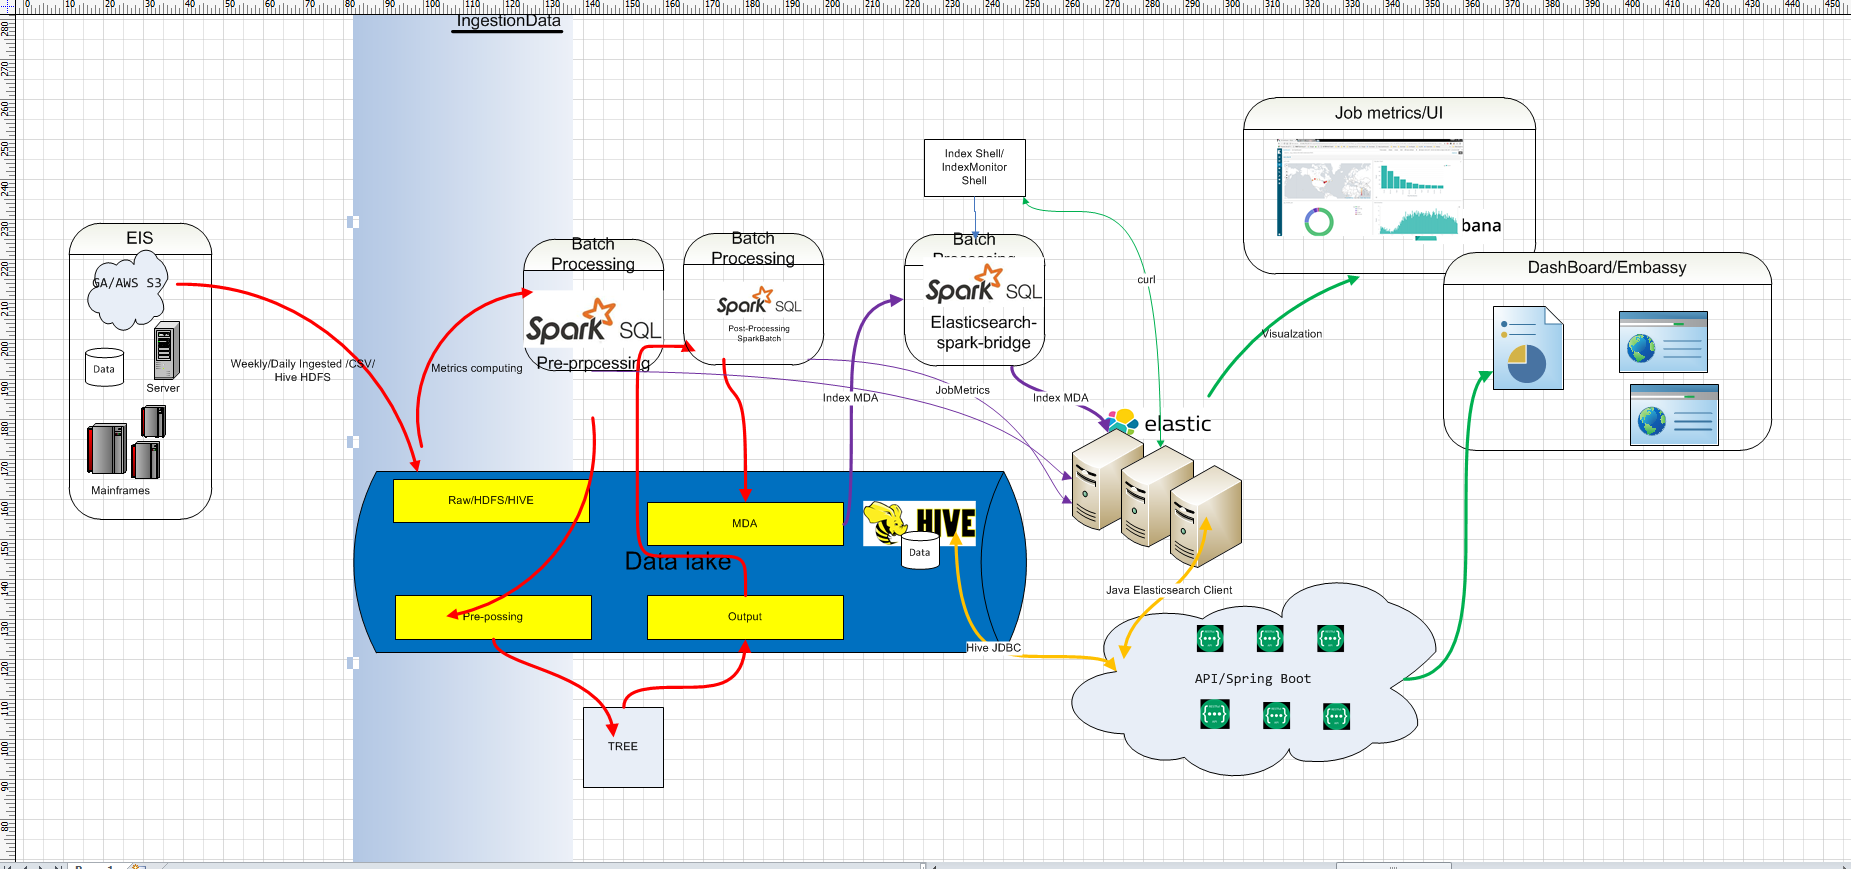 IngestionData
Job metrics/UI
bana
DashBoard/Embassy
Index Shell/
IndexMonitor
Shell
EIS
GA/AWS S3
Data
Server
Mainframes
Weekly/Daily Ingested /CSV/
Hive HDFS
Metrics computing
Batch
Processing
Spark SQL
Pre-prpcessing
Batch
Processing
Spark SQL
Post-Processing
SparkBatch
Batch
Processing
Spark SQL
Elasticsearch-
spark-bridge
curl
Visualzation
JobMetrics
Index MDA
Index MDA
elastic
Raw/HDFS/HIVE
MDA
HIVE
Data
Data lake
Pre-possing
Output
Hive JDBC
Java Elasticsearch Client
API/Spring Boot
TREE